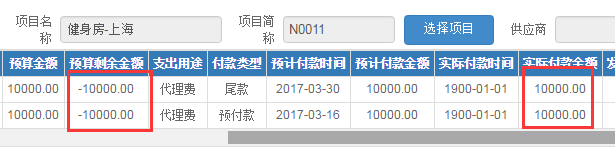 项目名称 健身房-上海 项目简称 N0011 选择项目 供应商
预算金额 预算剩余金额 支出用途 付款类型 预计付款时间 预计付款金额 实际付款时间 实际付款金额 发
10000.00 -10000.00 代理费 尾款 2017-03-30 10000.00 1900-01-01 10000.00
10000.00 -10000.00 代理费 预付款 2017-03-16 10000.00 1900-01-01 10000.00